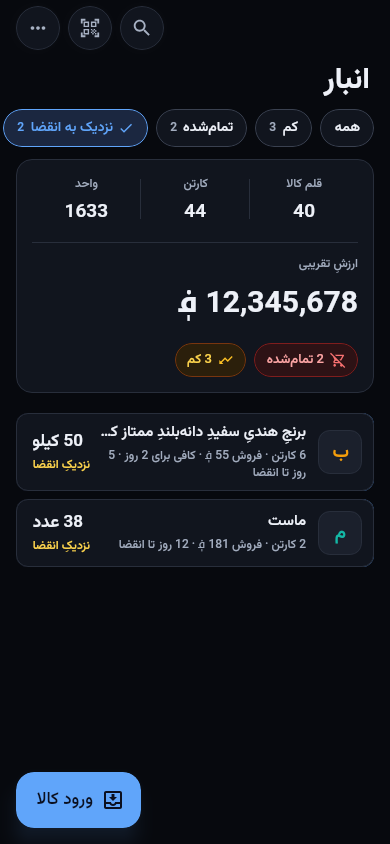 انبار
همه
کم 3
تمام‌شده 2
نزدیک به انقضا 2
قلم کالا
کارتن
واحد
40
44
1633
ارزشِ تقریبی
12,345,678 ؋
2 تمام‌شده
3 کم
ب
برنجِ هندیِ سفیدِ دانه‌بلندِ ممتاز ک...
6 کارتن · فروش 55 ؋ · کافی برای 2 روز · 5 روز تا انقضا
50 کیلو
نزدیکِ انقضا
م
ماست
2 کارتن · فروش 181 ؋ · 12 روز تا انقضا
38 عدد
نزدیکِ انقضا
ورود کالا